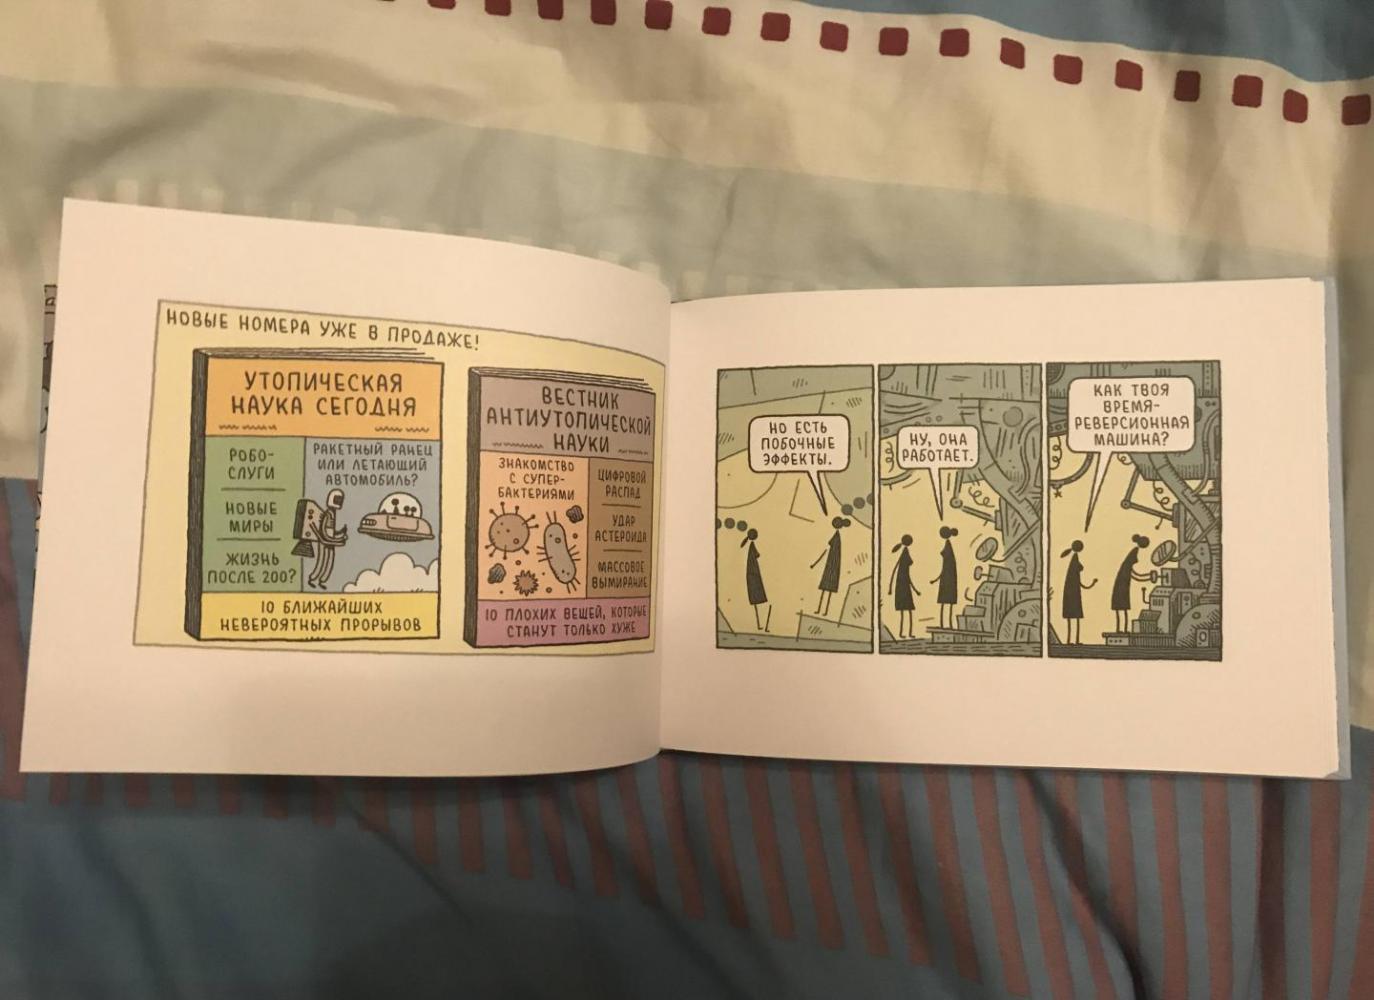 НОВЫЕ НОМЕРА УЖЕ В ПРОДАЖЕ!
УТОПИЧЕСКАЯ
НАУКА СЕГОДНЯ
РОБО-
СЛУГИ
НОВЫЕ
МИРЫ
ЖИЗНЬ
ПОСЛЕ 200?
РАКЕТНЫЙ РАНЕЦ
ИЛИ ЛЕТАЮЩИЙ
АВТОМОБИЛЬ?
10 БЛИЖАЙШИХ
НЕВЕРОЯТНЫХ ПРОРЫВОВ
ВЕСТНИК
АНТИУТОПИЧЕСКОЙ
НАУКИ
ЗНАКОМСТВО
С СУПЕР-
БАКТЕРИЯМИ
ЦИФРОВОЙ
РАСПАД
УДАР
АСТЕРОИДА
МАССОВОЕ
ВЫМИРАНИЕ
10 ПЛОХИХ ВЕЩЕЙ, КОТОРЫЕ
СТАНУТ ТОЛЬКО ХУЖЕ
НО ЕСТЬ
ПОБОЧНЫЕ
ЭФФЕКТЫ.
НУ, ОНА
РАБОТАЕТ.
КАК ТВОЯ
ВРЕМЯ-
РЕВЕРСИОННАЯ
МАШИНА?